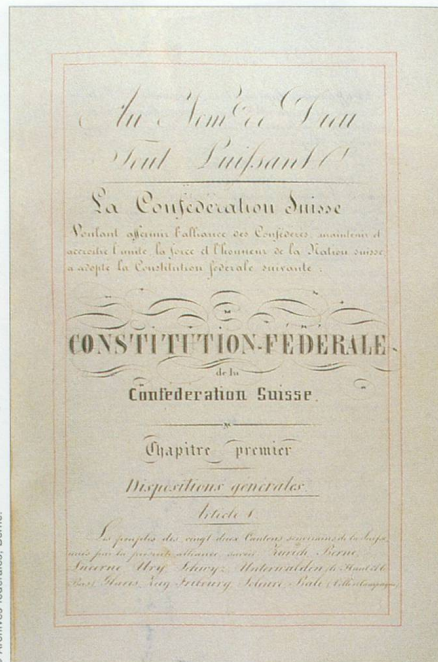 Au Nom de Dieu
Tout Puissant!
La Confédération Suisse
Voulant affermir l'alliance des Confédérés, maintenir et
accroître l'unité la force et l'honneur de la Nation suisse,
a adopté la Constitution fédérale suivante:
CONSTITUTION-FÉDÉRALE
de la
Confédération Suisse.
Chapitre premier
Dispositions générales.
Article 1
Les peuples des vingt deux Cantons souverains de la Suisse,
unis par la présente alliance, savoir: Zurich, Berne,
Lucerne, Ury, Schwyz, Unterwalden, le Haut et le
Bas, Glaris, Zug, Fribourg, Soleure, Bâle, Ville et Campagne,
Archives fédérales, Berne.